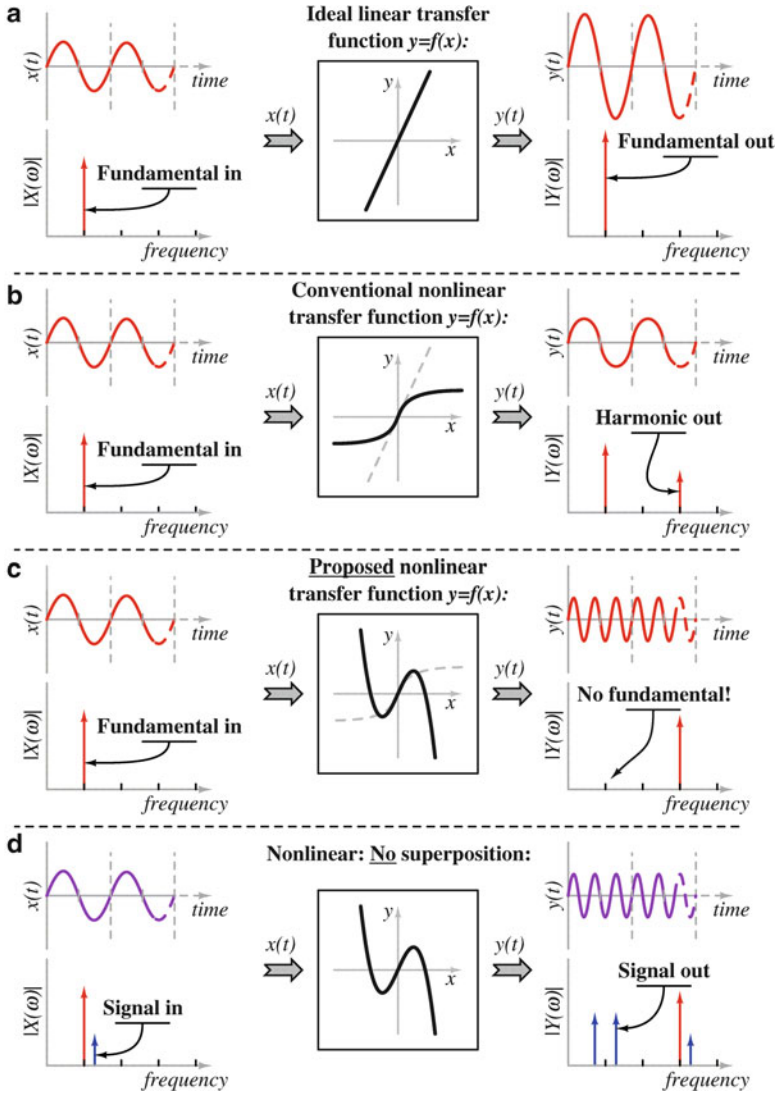 a
Ideal linear transfer
function y=f(x):
x(t)
time
x(t)
y
x
y(t)
y(t)
time
|X(ω)|
Fundamental in
frequency
|Y(ω)|
Fundamental out
frequency
b
Conventional nonlinear
transfer function y=f(x):
x(t)
time
x(t)
y
x
y(t)
y(t)
time
|X(ω)|
Fundamental in
frequency
|Y(ω)|
Harmonic out
frequency
c
Proposed nonlinear
transfer function y=f(x):
x(t)
time
x(t)
y
x
y(t)
y(t)
time
|X(ω)|
Fundamental in
frequency
|Y(ω)|
No fundamental!
frequency
d
Nonlinear: No superposition:
x(t)
time
x(t)
y
x
y(t)
y(t)
time
|X(ω)|
Signal in
frequency
|Y(ω)|
Signal out
frequency